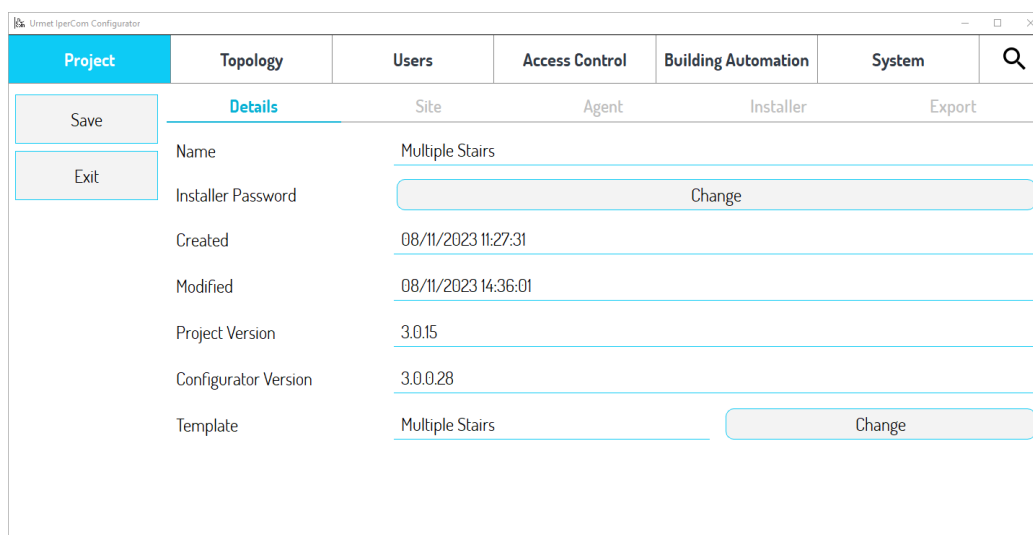 Urmet IperCom Configurator
Project Topology Users Access Control Building Automation System
Save
Exit
Details Site Agent Installer Export
Name Multiple Stairs
Installer Password Change
Created 08/11/2023 11:27:31
Modified 08/11/2023 14:36:01
Project Version 3.0.15
Configurator Version 3.0.0.28
Template Multiple Stairs Change